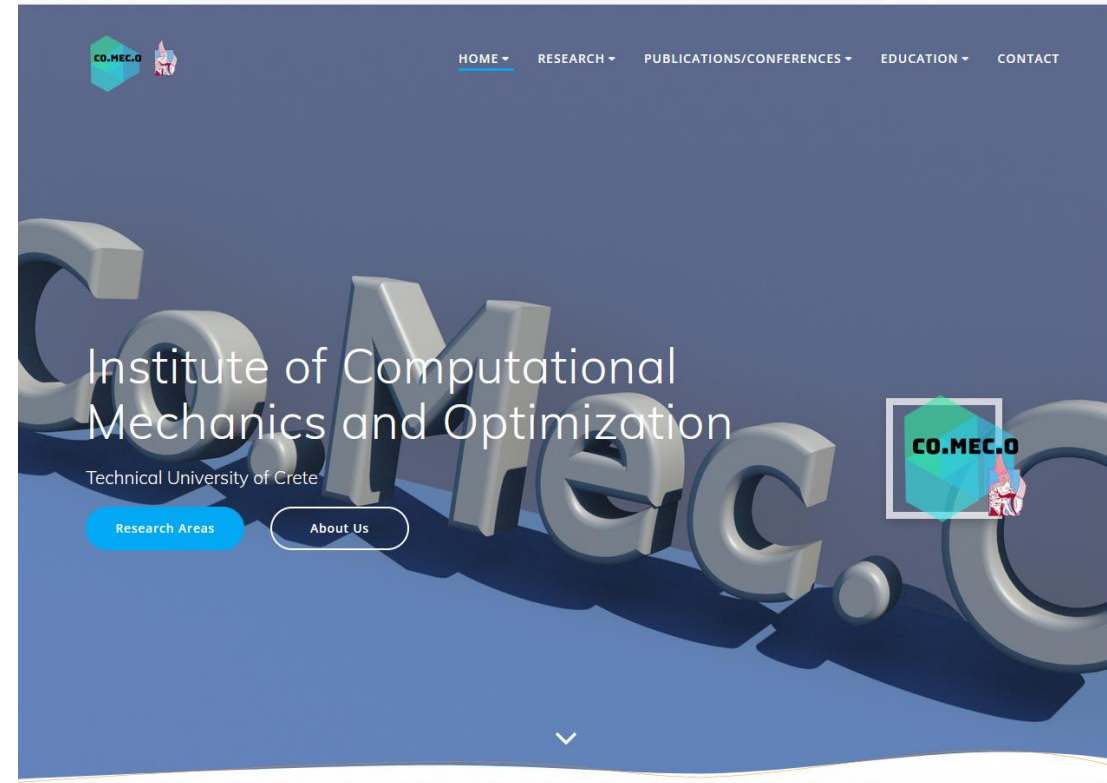 CO.MEC.O
HOME RESEARCH PUBLICATIONS/CONFERENCES EDUCATION CONTACT
Co.Mec.O
Institute of Computational
Mechanics and Optimization
Technical University of Crete
Research Areas About Us
CO.MEC.O